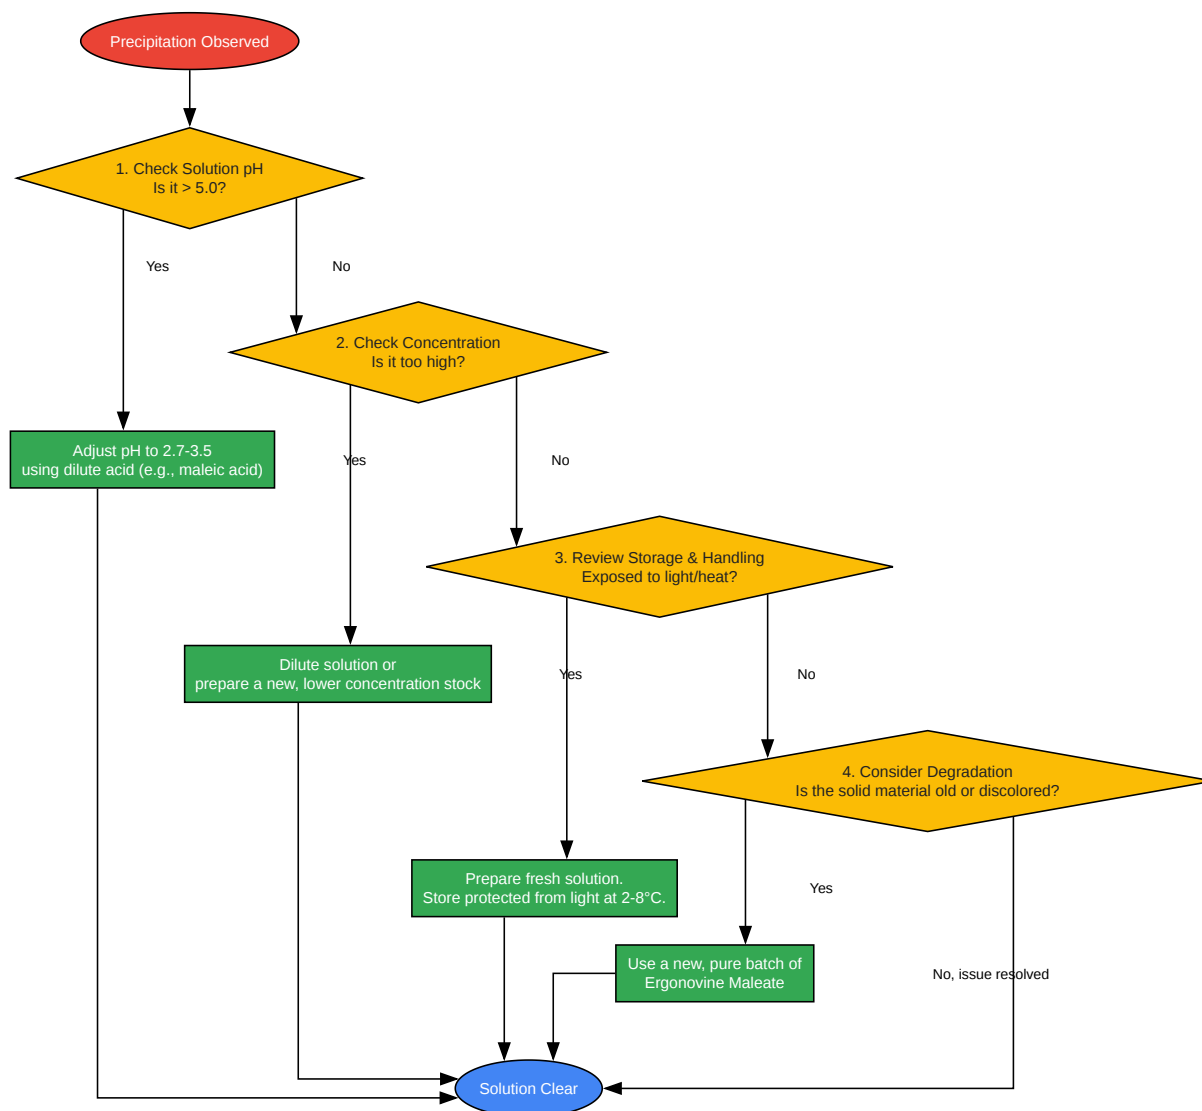 Precipitation Observed
1. Check Solution pH
Is it > 5.0?
Yes
No
2. Check Concentration
Is it too high?
Adjust pH to 2.7-3.5
using dilute acid (e.g., maleic acid)
Yes
No
3. Review Storage & Handling
Exposed to light/heat?
Dilute solution or
prepare a new, lower concentration stock
Yes
No
4. Consider Degradation
Is the solid material old or discolored?
Prepare fresh solution.
Store protected from light at 2-8°C.
Yes
Use a new, pure batch of
Ergonovine Maleate
No, issue resolved
Solution Clear